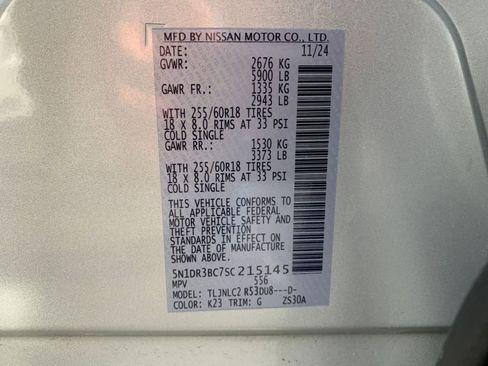 MFD BY NISSAN MOTOR CO., LTD.
DATE: 11/24
GVWR: 2676 KG
5900 LB
GAWR FR.: 1335 KG
2943 LB
WITH 255/60R18 TIRES
18 X 8.0 RIMS AT 33 PSI
COLD SINGLE
GAWR RR.: 1530 KG
3373 LB
WITH 255/60R18 TIRES
18 X 8.0 RIMS AT 33 PSI
COLD SINGLE
THIS VEHICLE CONFORMS TO
ALL APPLICABLE FEDERAL
MOTOR VEHICLE SAFETY AND
THEFT PREVENTION
STANDARDS IN EFFECT ON
THE DATE OF MANUFACTURE
SHOWN ABOVE.
5N1DR3BC7SC215145
MPV 556
MODEL: TLJNLC2 R53DU8---D-
COLOR: K23 TRIM: G ZS30A